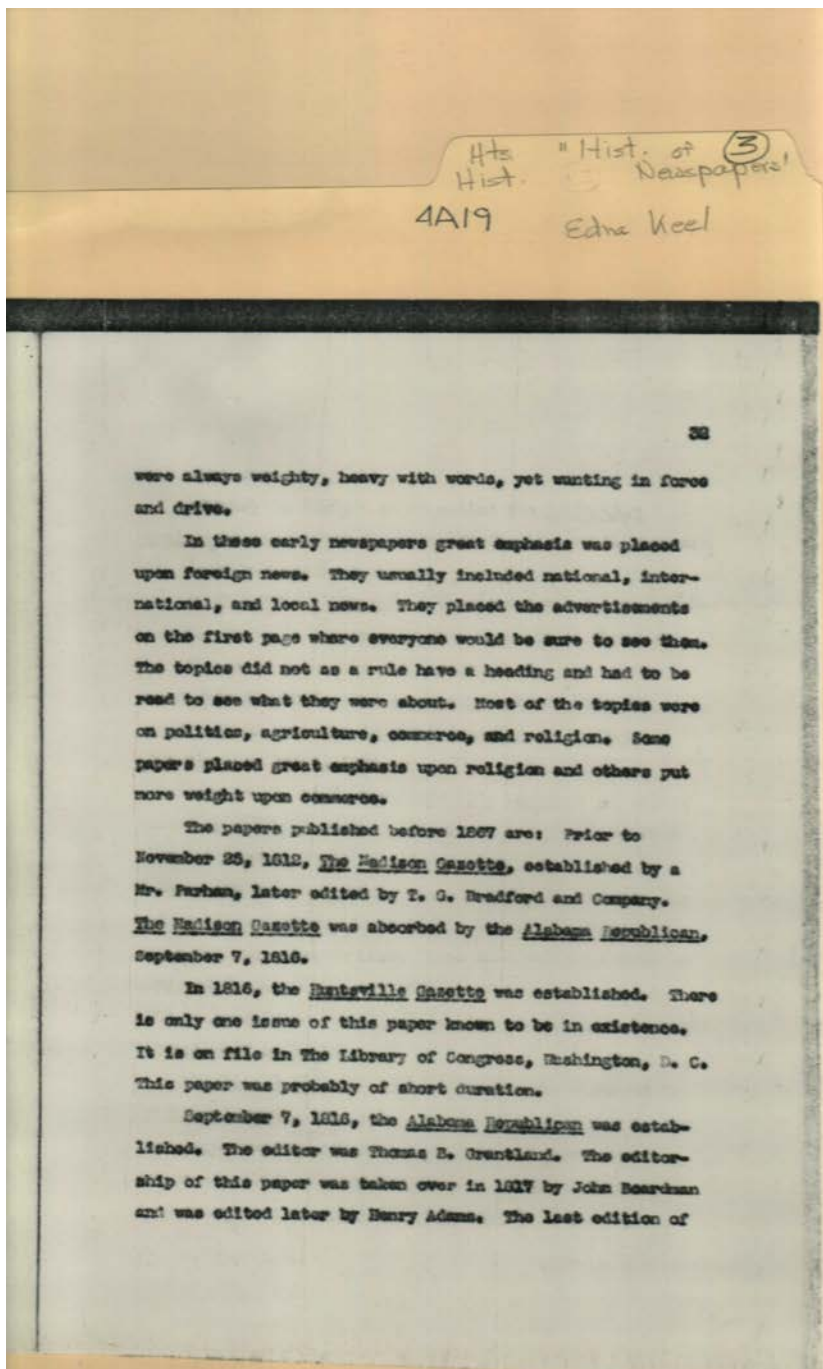 Hts "Hist. of 3
Hist. Newspapers"
4A19 Edna Keel
32
were always weighty, heavy with words, yet wanting in force
and drive.
In these early newspapers great emphasis was placed
upon foreign news. They usually included national, inter-
national, and local news. They placed the advertisements
on the first page where everyone would be sure to see them.
The topics did not as a rule have a heading and had to be
read to see what they were about. Most of the topics were
on politics, agriculture, commerce, and religion. Some
papers placed great emphasis upon religion and others put
more weight upon commerce.
The papers published before 1867 are: Prior to
November 25, 1812, The Madison Gazette, established by a
Mr. Parham, later edited by T. G. Bradford and Company.
The Madison Gazette was absorbed by the Alabama Republican,
September 7, 1816.
In 1816, the Huntsville Gazette was established. There
is only one issue of this paper known to be in existence.
It is on file in The Library of Congress, Washington, D. C.
This paper was probably of short duration.
September 7, 1816, the Alabama Republican was estab-
lished. The editor was Thomas B. Grantland. The editor-
ship of this paper was taken over in 1817 by John Boardman
and was edited later by Henry Adams. The last edition of